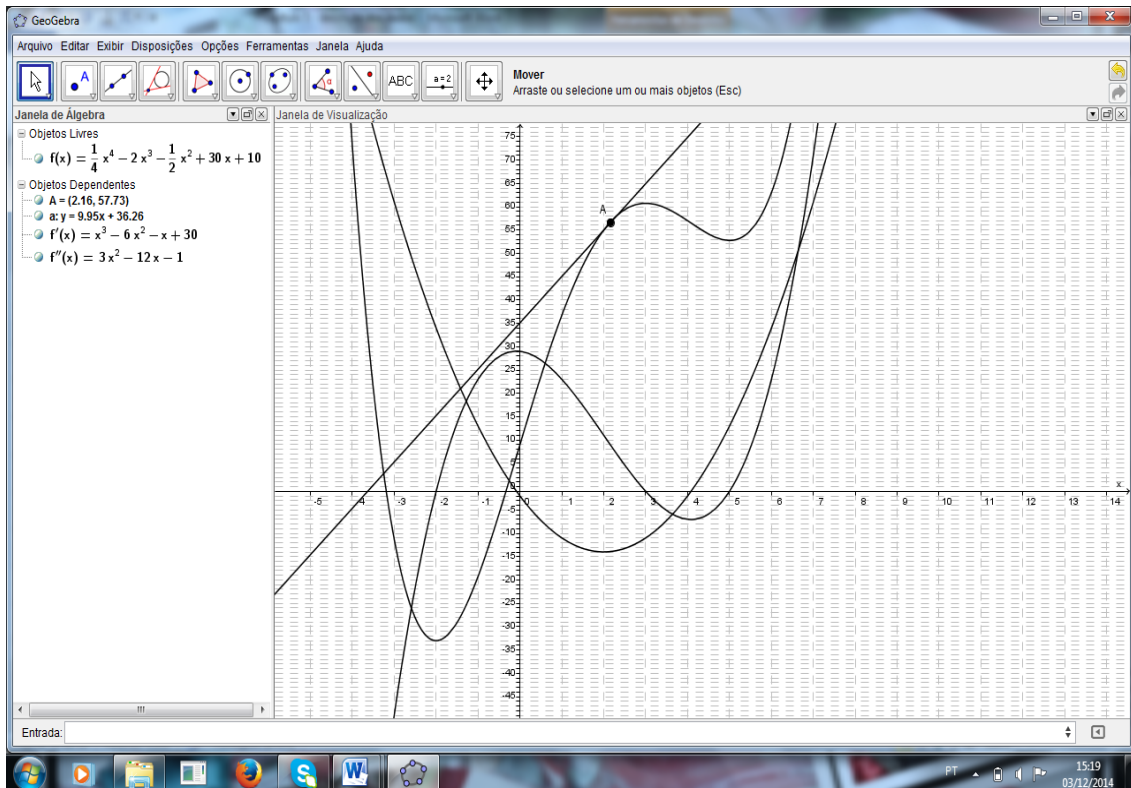 GeoGebra
Arquivo Editar Exibir Disposições Opções Ferramentas Janela Ajuda
A
ABC
a = 2
Mover
Arraste ou selecione um ou mais objetos (Esc)
Janela de Álgebra
Janela de Visualização
Objetos Livres
f(x) = 1/4 x⁴ − 2 x³ − 1/2 x² + 30 x + 10
Objetos Dependentes
A = (2.16, 57.73)
a: y = 9.95x + 36.26
f′(x) = x³ − 6 x² − x + 30
f″(x) = 3 x² − 12 x − 1
75
70
65
60
55
50
45
40
35
30
25
20
15
10
5
0
-5
-10
-15
-20
-25
-30
-35
-40
-45
A
-5 -4 -3 -2 -1 0 1 2 3 4 5 6 7 8 9 10 11 12 13 14
x
Entrada:
PT
15:19
03/12/2014